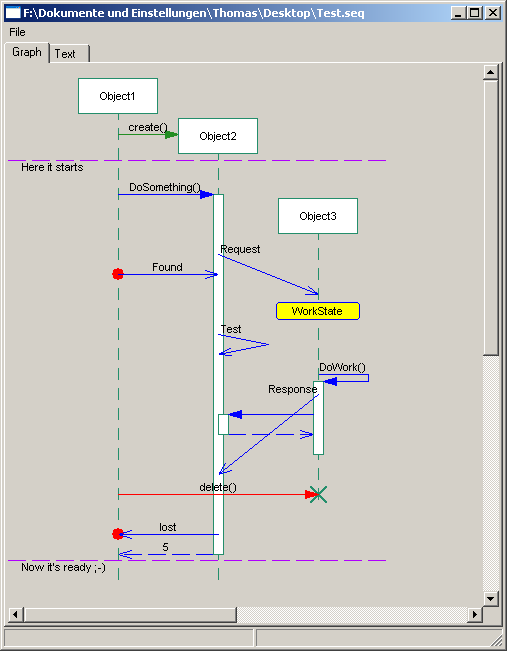 F:\Dokumente und Einstellungen\Thomas\Desktop\Test.seq
File
Graph
Text
Object1
create()
Object2
Here it starts
DoSomething()
Object3
Request
Found
WorkState
Test
DoWork()
Response
delete()
lost
5
Now it's ready ;-)